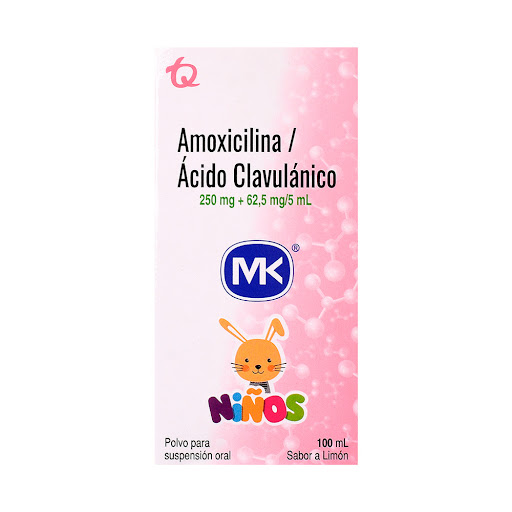 TQ
Amoxicilina /
Ácido Clavulánico
250 mg + 62,5 mg/5 mL
MK®
NiÑOS
Polvo para
suspensión oral
100 mL
Sabor a Limón